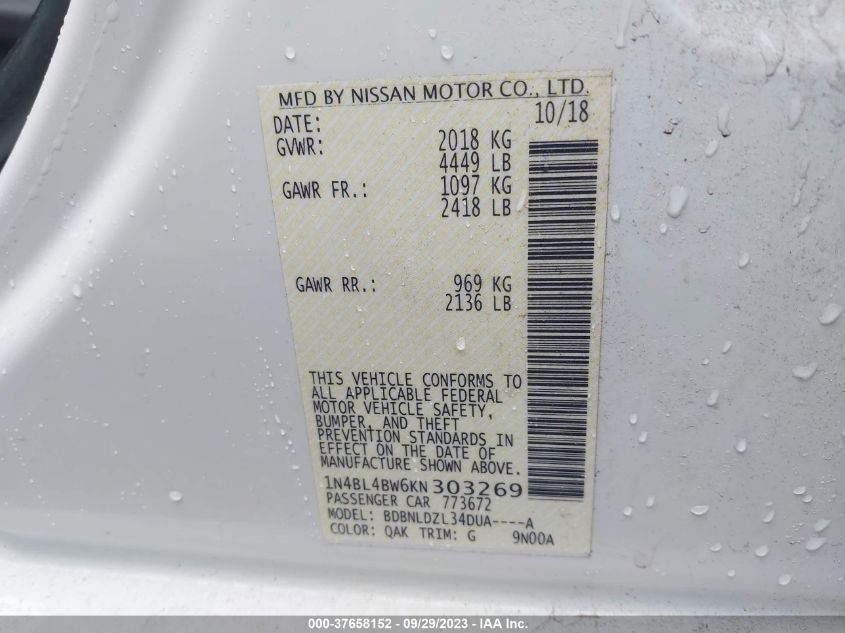 MFD BY NISSAN MOTOR CO., LTD.
DATE: 10/18
GVWR: 2018 KG
4449 LB
GAWR FR.: 1097 KG
2418 LB
GAWR RR.: 969 KG
2136 LB
THIS VEHICLE CONFORMS TO
ALL APPLICABLE FEDERAL
MOTOR VEHICLE SAFETY,
BUMPER, AND THEFT
PREVENTION STANDARDS IN
EFFECT ON THE DATE OF
MANUFACTURE SHOWN ABOVE.
1N4BL4BW6KN303269
PASSENGER CAR 773672
MODEL: BDBNLDZL34DUA----A
COLOR: QAK TRIM: G 9N00A
000-37658152 - 09/29/2023 - IAA Inc.